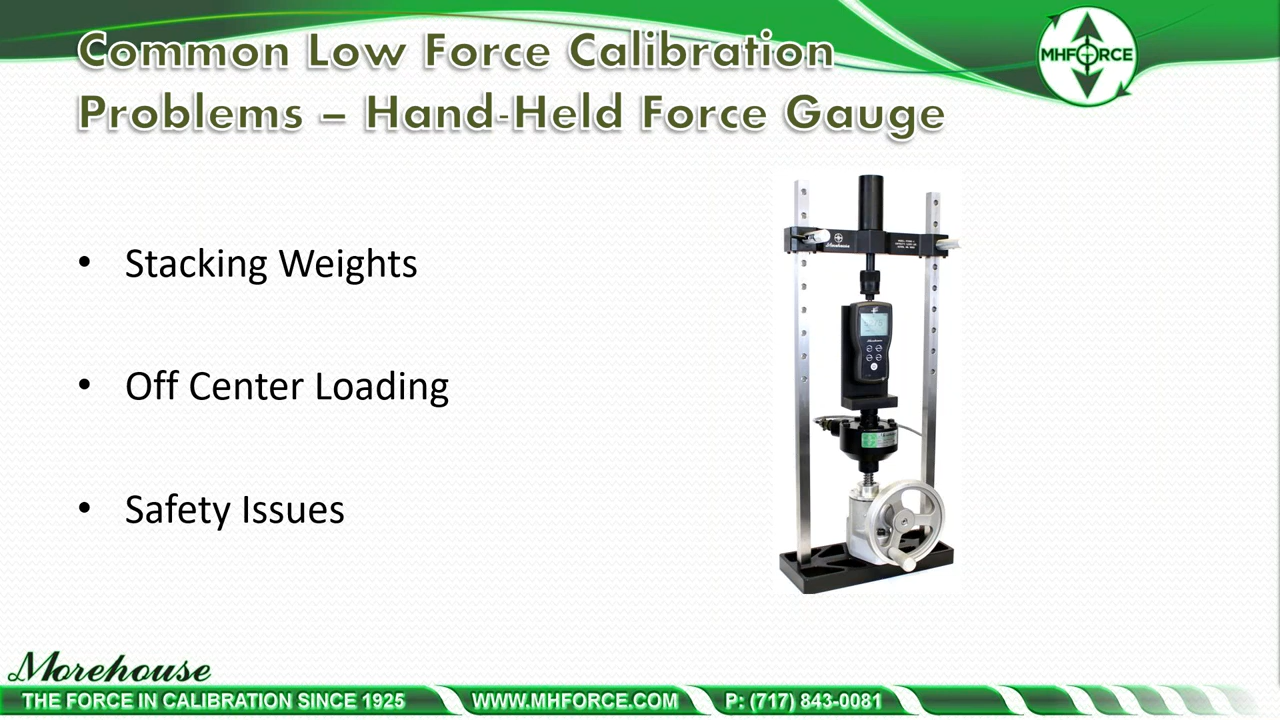 Common Low Force Calibration
Problems – Hand-Held Force Gauge
MHFORCE
• Stacking Weights
• Off Center Loading
• Safety Issues
Morehouse
THE FORCE IN CALIBRATION SINCE 1925
WWW.MHFORCE.COM
P: (717) 843-0081